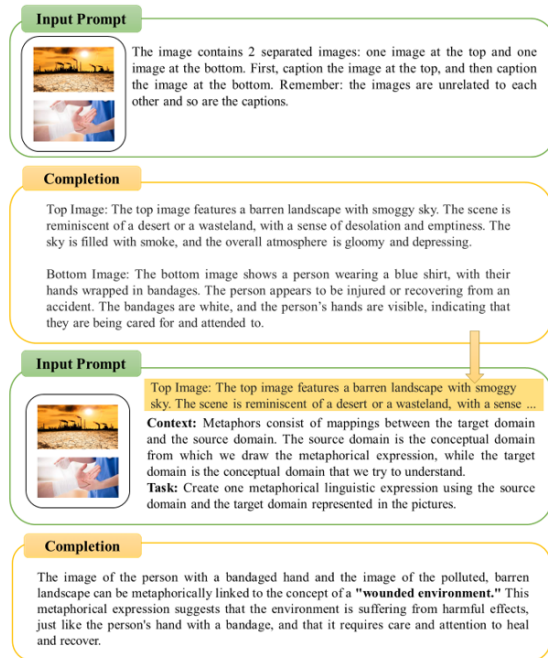 Input Prompt
The image contains 2 separated images: one image at the top and one
image at the bottom. First, caption the image at the top, and then caption
the image at the bottom. Remember: the images are unrelated to each
other and so are the captions.
Completion
Top Image: The top image features a barren landscape with smoggy sky. The scene is
reminiscent of a desert or a wasteland, with a sense of desolation and emptiness. The
sky is filled with smoke, and the overall atmosphere is gloomy and depressing.
Bottom Image: The bottom image shows a person wearing a blue shirt, with their
hands wrapped in bandages. The person appears to be injured or recovering from an
accident. The bandages are white, and the person's hands are visible, indicating that
they are being cared for and attended to.
Input Prompt
Top Image: The top image features a barren landscape with smoggy
sky. The scene is reminiscent of a desert or a wasteland, with a sense ...
Context: Metaphors consist of mappings between the target domain
and the source domain. The source domain is the conceptual domain
from which we draw the metaphorical expression, while the target
domain is the conceptual domain that we try to understand.
Task: Create one metaphorical linguistic expression using the source
domain and the target domain represented in the pictures.
Completion
The image of the person with a bandaged hand and the image of the polluted, barren
landscape can be metaphorically linked to the concept of a "wounded environment." This
metaphorical expression suggests that the environment is suffering from harmful effects,
just like the person's hand with a bandage, and that it requires care and attention to heal
and recover.